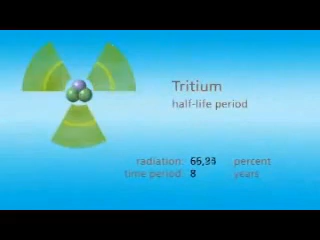 Tritium
half-life period
radiation: percent
time period: 8 years